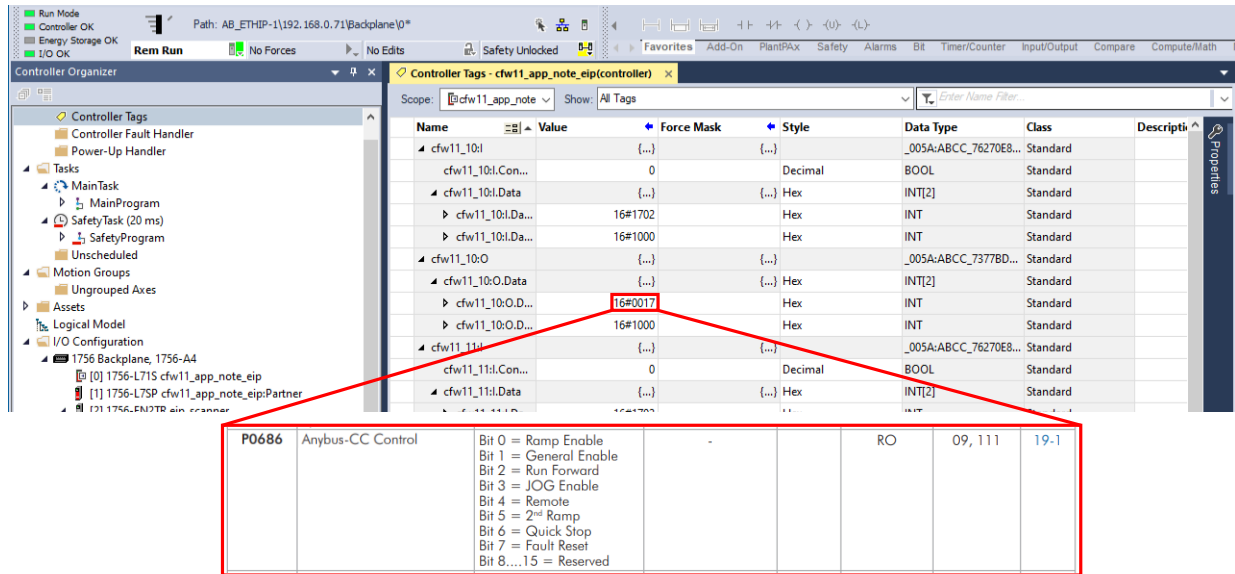 Run Mode
Controller OK
Energy Storage OK
I/O OK
Path: AB_ETHIP-1\192.168.0.71\Backplane\0*
Rem Run No Forces No Edits Safety Unlocked
Favorites Add-On PlantPAx Safety Alarms Bit Timer/Counter Input/Output Compare Compute/Math
Controller Organizer
Controller Tags
Controller Fault Handler
Power-Up Handler
Tasks
MainTask
MainProgram
SafetyTask (20 ms)
SafetyProgram
Unscheduled
Motion Groups
Ungrouped Axes
Assets
Logical Model
I/O Configuration
1756 Backplane, 1756-A4
[0] 1756-L71S cfw11_app_note_eip
[1] 1756-L7SP cfw11_app_note_eip:Partner
[2] 1756-EN2TR eip_scanner
Controller Tags - cfw11_app_note_eip(controller)
Scope: cfw11_app_note Show: All Tags Enter Name Filter...
Name Value Force Mask Style Data Type Class Descripti
cfw11_10:I {...} {...} _005A:ABCC_76270E8... Standard
cfw11_10:I.Con... 0 Decimal BOOL Standard
cfw11_10:I.Data {...} {...} Hex INT[2] Standard
cfw11_10:I.Da... 16#1702 Hex INT Standard
cfw11_10:I.Da... 16#1000 Hex INT Standard
cfw11_10:O {...} {...} _005A:ABCC_7377BD... Standard
cfw11_10:O.Data {...} {...} Hex INT[2] Standard
cfw11_10:O.D... 16#0017 Hex INT Standard
cfw11_10:O.D... 16#1000 Hex INT Standard
cfw11_11:I {...} {...} _005A:ABCC_76270E8... Standard
cfw11_11:I.Con... 0 Decimal BOOL Standard
cfw11_11:I.Data {...} {...} Hex INT[2] Standard
Properties
P0686 Anybus-CC Control Bit 0 = Ramp Enable - RO 09, 111 19-1
Bit 1 = General Enable
Bit 2 = Run Forward
Bit 3 = JOG Enable
Bit 4 = Remote
Bit 5 = 2nd Ramp
Bit 6 = Quick Stop
Bit 7 = Fault Reset
Bit 8....15 = Reserved